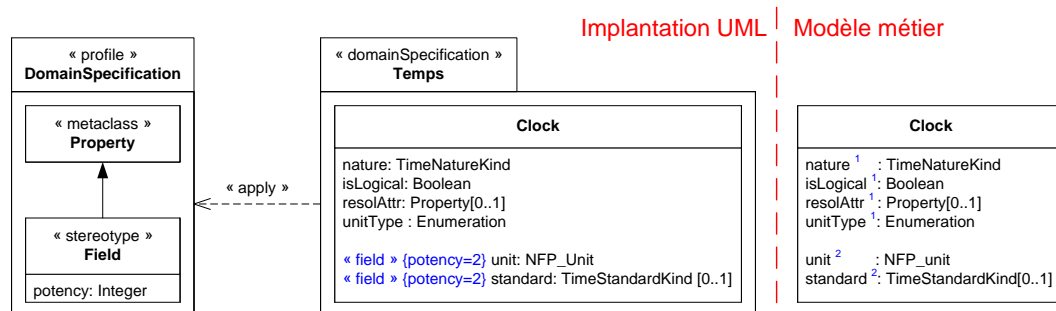 Implantation UML
Modèle métier
« profile »
DomainSpecification
« metaclass »
Property
« stereotype »
Field
potency: Integer
« apply »
« domainSpecification »
Temps
Clock
nature: TimeNatureKind
isLogical: Boolean
resolAttr: Property[0..1]
unitType : Enumeration
« field » {potency=2} unit: NFP_Unit
« field » {potency=2} standard: TimeStandardKind [0..1]
Clock
nature 1 : TimeNatureKind
isLogical 1: Boolean
resolAttr 1: Property[0..1]
unitType 1: Enumeration
unit 2 : NFP_unit
standard 2: TimeStandardKind[0..1]